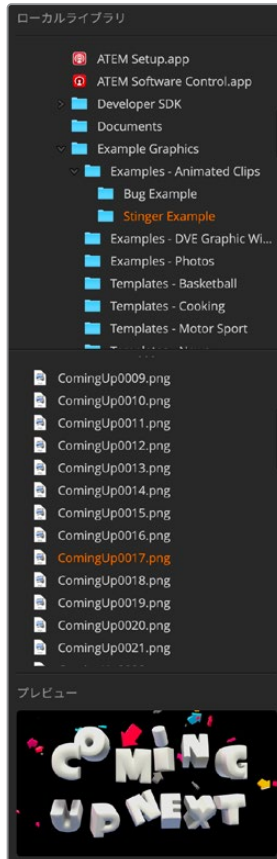 ローカルライブラリ
ATEM Setup.app
ATEM Software Control.app
Developer SDK
Documents
Example Graphics
Examples - Animated Clips
Bug Example
Stinger Example
Examples - DVE Graphic Wi...
Examples - Photos
Templates - Basketball
Templates - Cooking
Templates - Motor Sport
ComingUp0009.png
ComingUp0010.png
ComingUp0011.png
ComingUp0012.png
ComingUp0013.png
ComingUp0014.png
ComingUp0015.png
ComingUp0016.png
ComingUp0017.png
ComingUp0018.png
ComingUp0019.png
ComingUp0020.png
ComingUp0021.png
プレビュー
COMING
UP NEXT